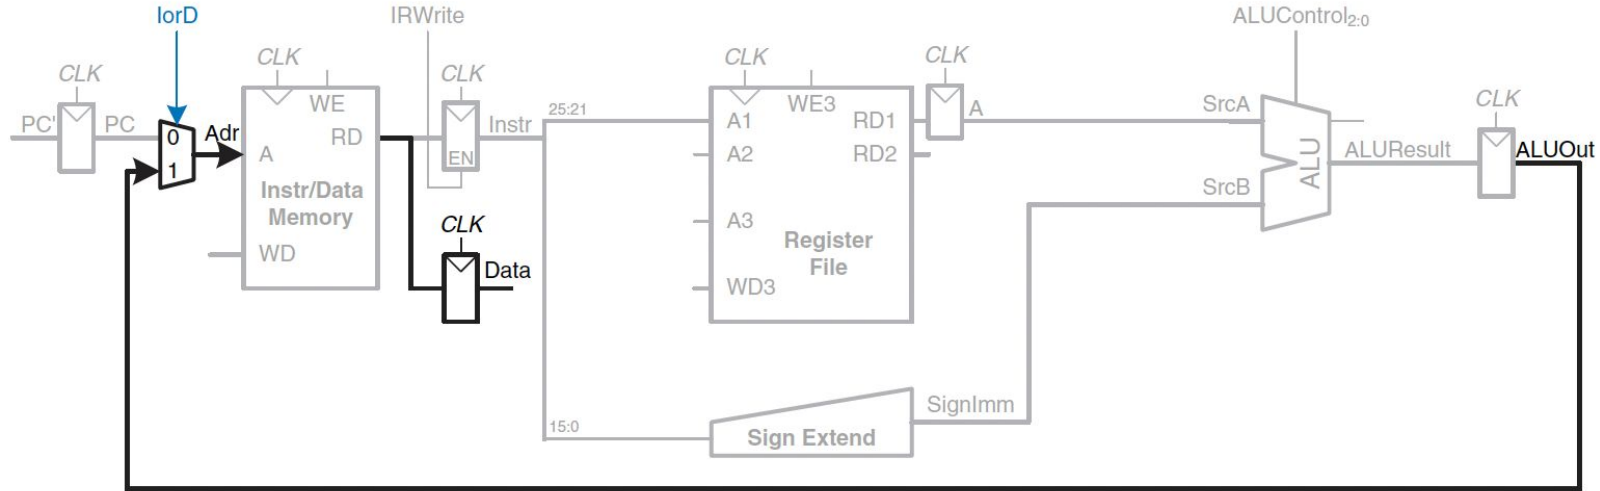 IorD
IRWrite
ALUControl2:0
CLK
CLK
CLK
CLK
CLK
CLK
PC'
PC
0
1
Adr
WE
RD
A
Instr/Data
Memory
WD
EN
Instr
25:21
A1
A2
A3
WD3
WE3
RD1
RD2
Register
File
A
SrcA
SrcB
ALU
ALUResult
ALUOut
CLK
Data
15:0
Sign Extend
SignImm